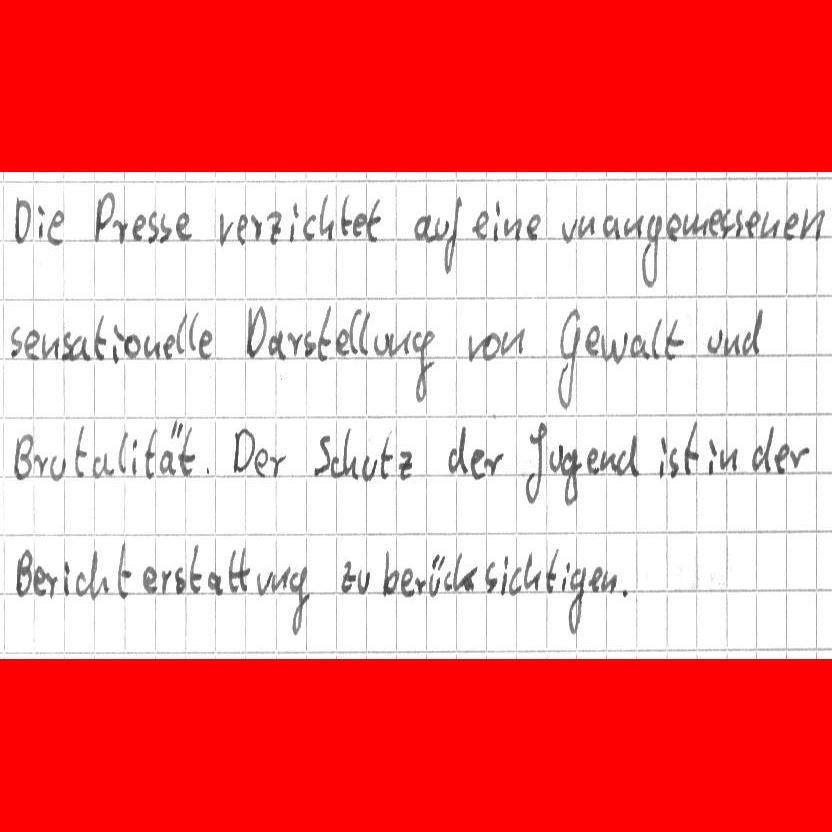 Die Presse verzichtet auf eine unangemessenen
sensationelle Darstellung von Gewalt und
Brutalität. Der Schutz der Jugend ist in der
Berichterstattung zu berücksichtigen.